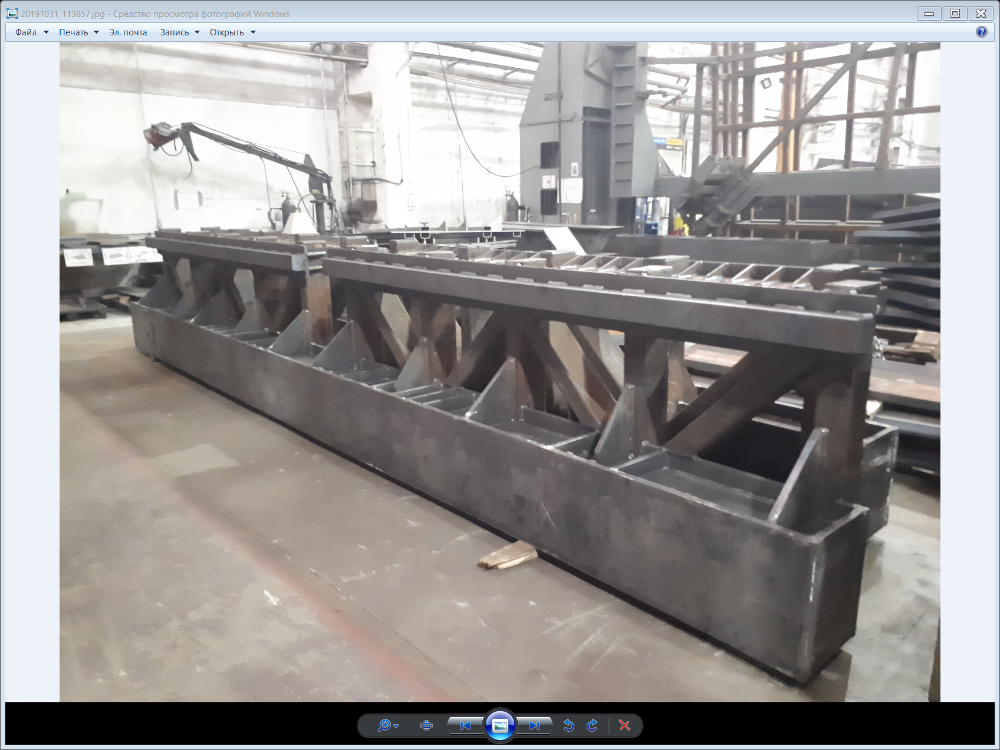 20191031_113857.jpg - Средство просмотра фотографий Windows
Файл Печать Эл. почта Запись Открыть